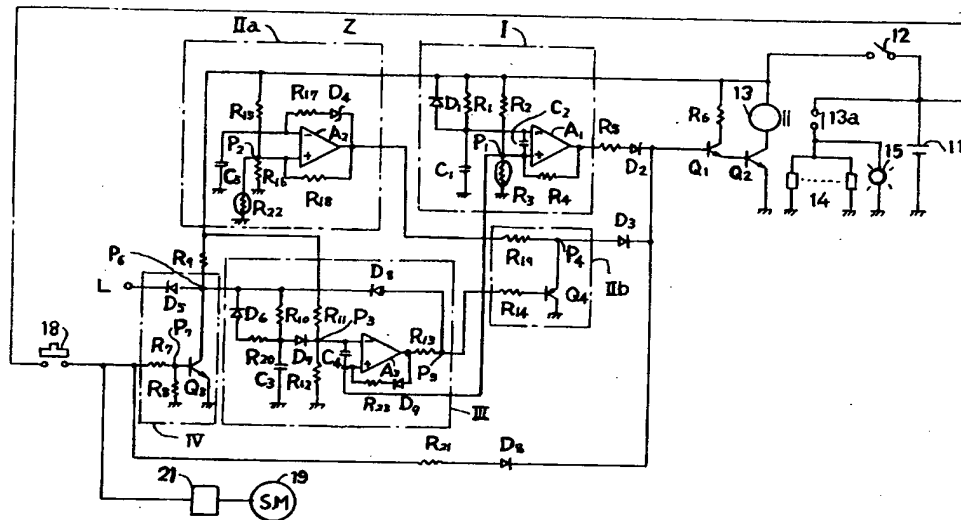 IIa
Z
I
12
R17
D4
D1
R1
R2
C2
R15
A2
A1
R5
R6
13
13a
11
P2
P1
D2
15
C5
R16
C1
R3
R4
Q1
Q2
14
R22
R18
D3
R19
P4
P6
R9
D8
Q4
IIb
L
D5
R14
18
P7
D6
R10
R11
P3
R13
R7
R20
D7
C4
A3
P9
R8
Q3
C3
R12
R23
D9
III
IV
R21
D8
21
19
S.M